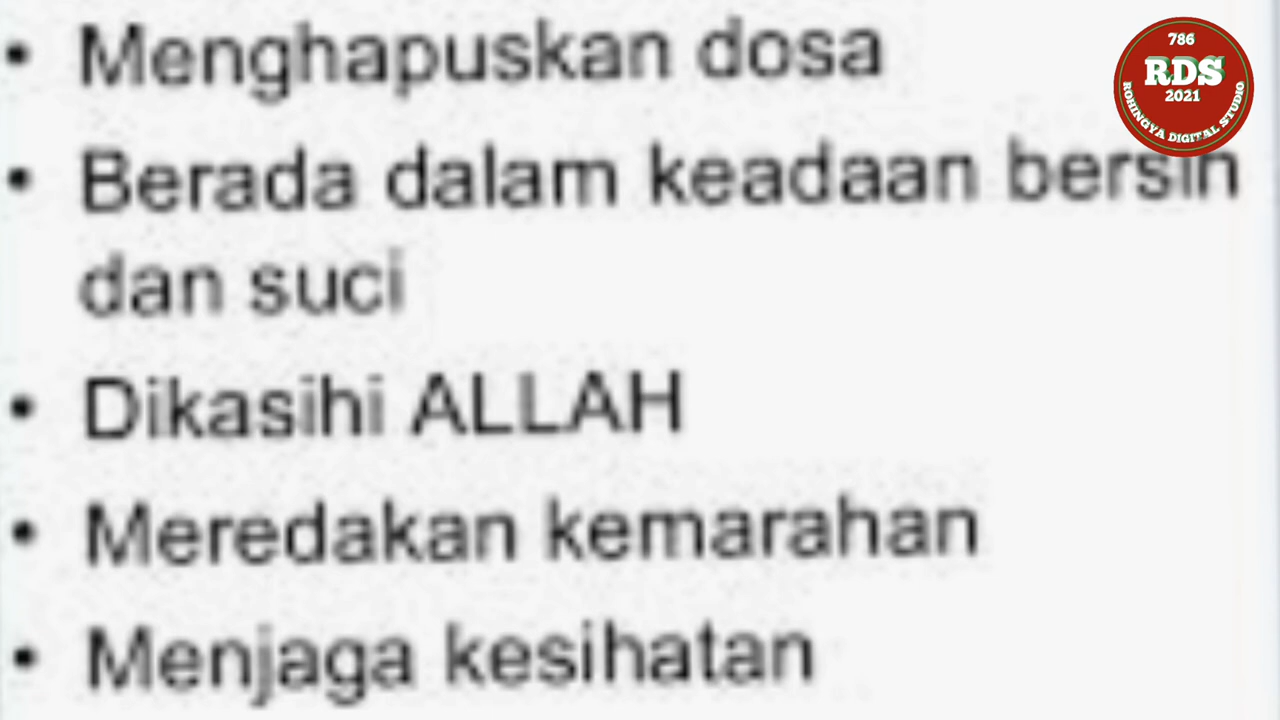 • Menghapuskan dosa
• Berada dalam keadaan bersih
dan suci
• Dikasihi ALLAH
• Meredakan kemarahan
• Menjaga kesihatan
786
RDS
2021
ROHINGYA DIGITAL STUDIO